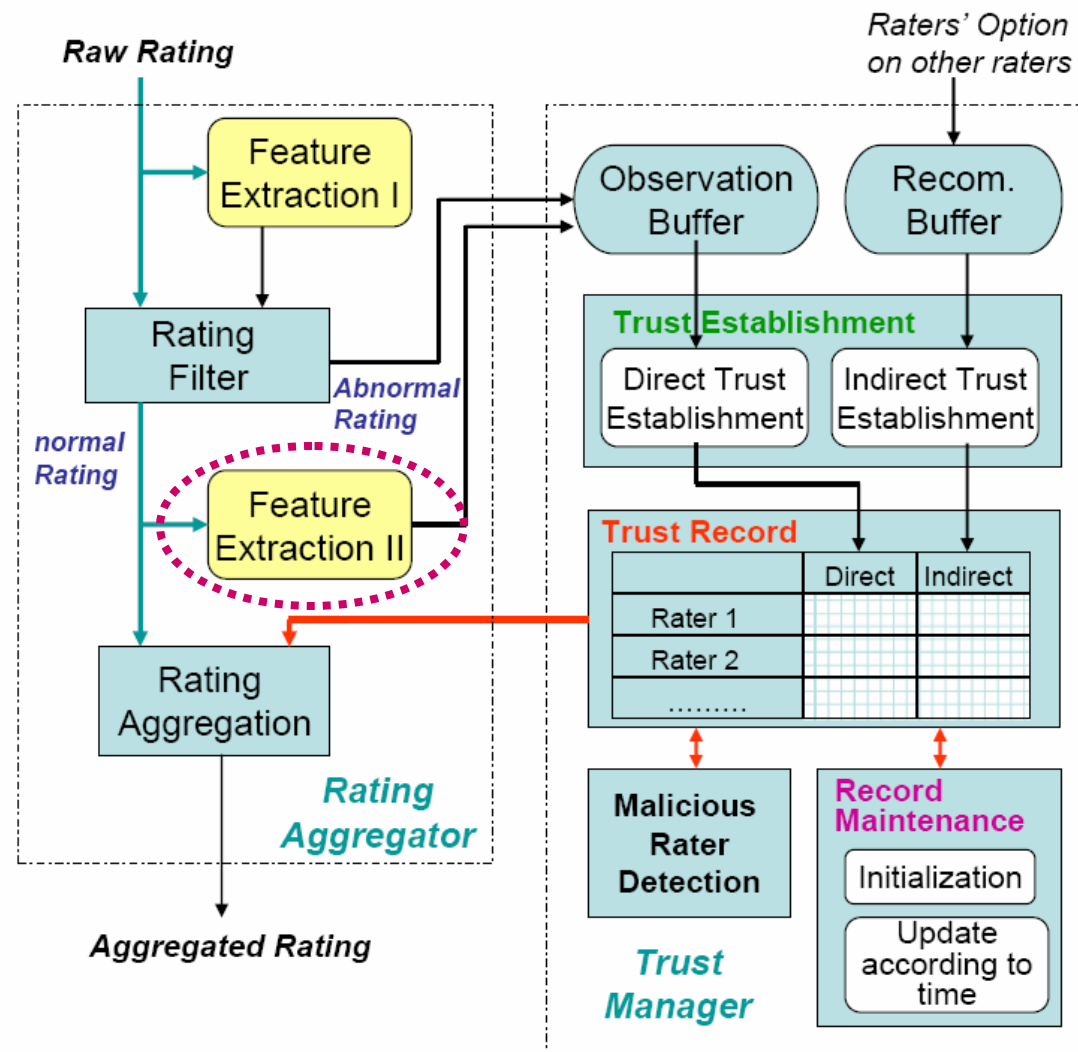 Raw Rating
Raters' Option
on other raters
Feature
Extraction I
Observation
Buffer
Recom.
Buffer
Rating
Filter
Abnormal
Rating
normal
Rating
Feature
Extraction II
Trust Establishment
Direct Trust
Establishment
Indirect Trust
Establishment
Trust Record
Direct
Indirect
Rater 1
Rater 2
.........
Rating
Aggregation
Rating
Aggregator
Aggregated Rating
Malicious
Rater
Detection
Record
Maintenance
Initialization
Update
according to
time
Trust
Manager